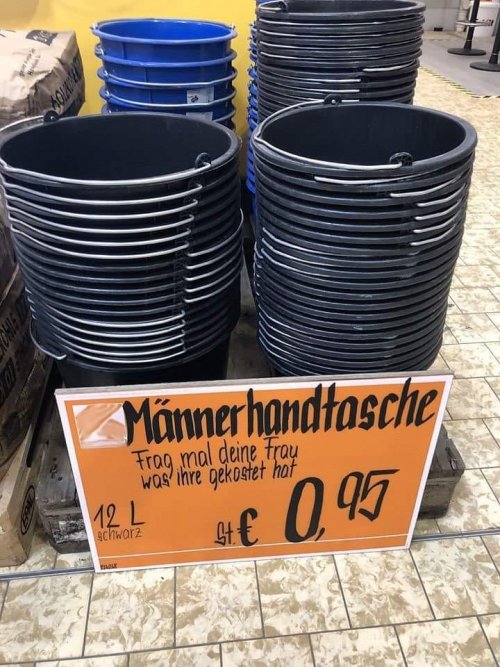 Männerhandtasche
Frag mal deine Frau
was ihre gekostet hat
12 L
schwarz
St. € 0,95